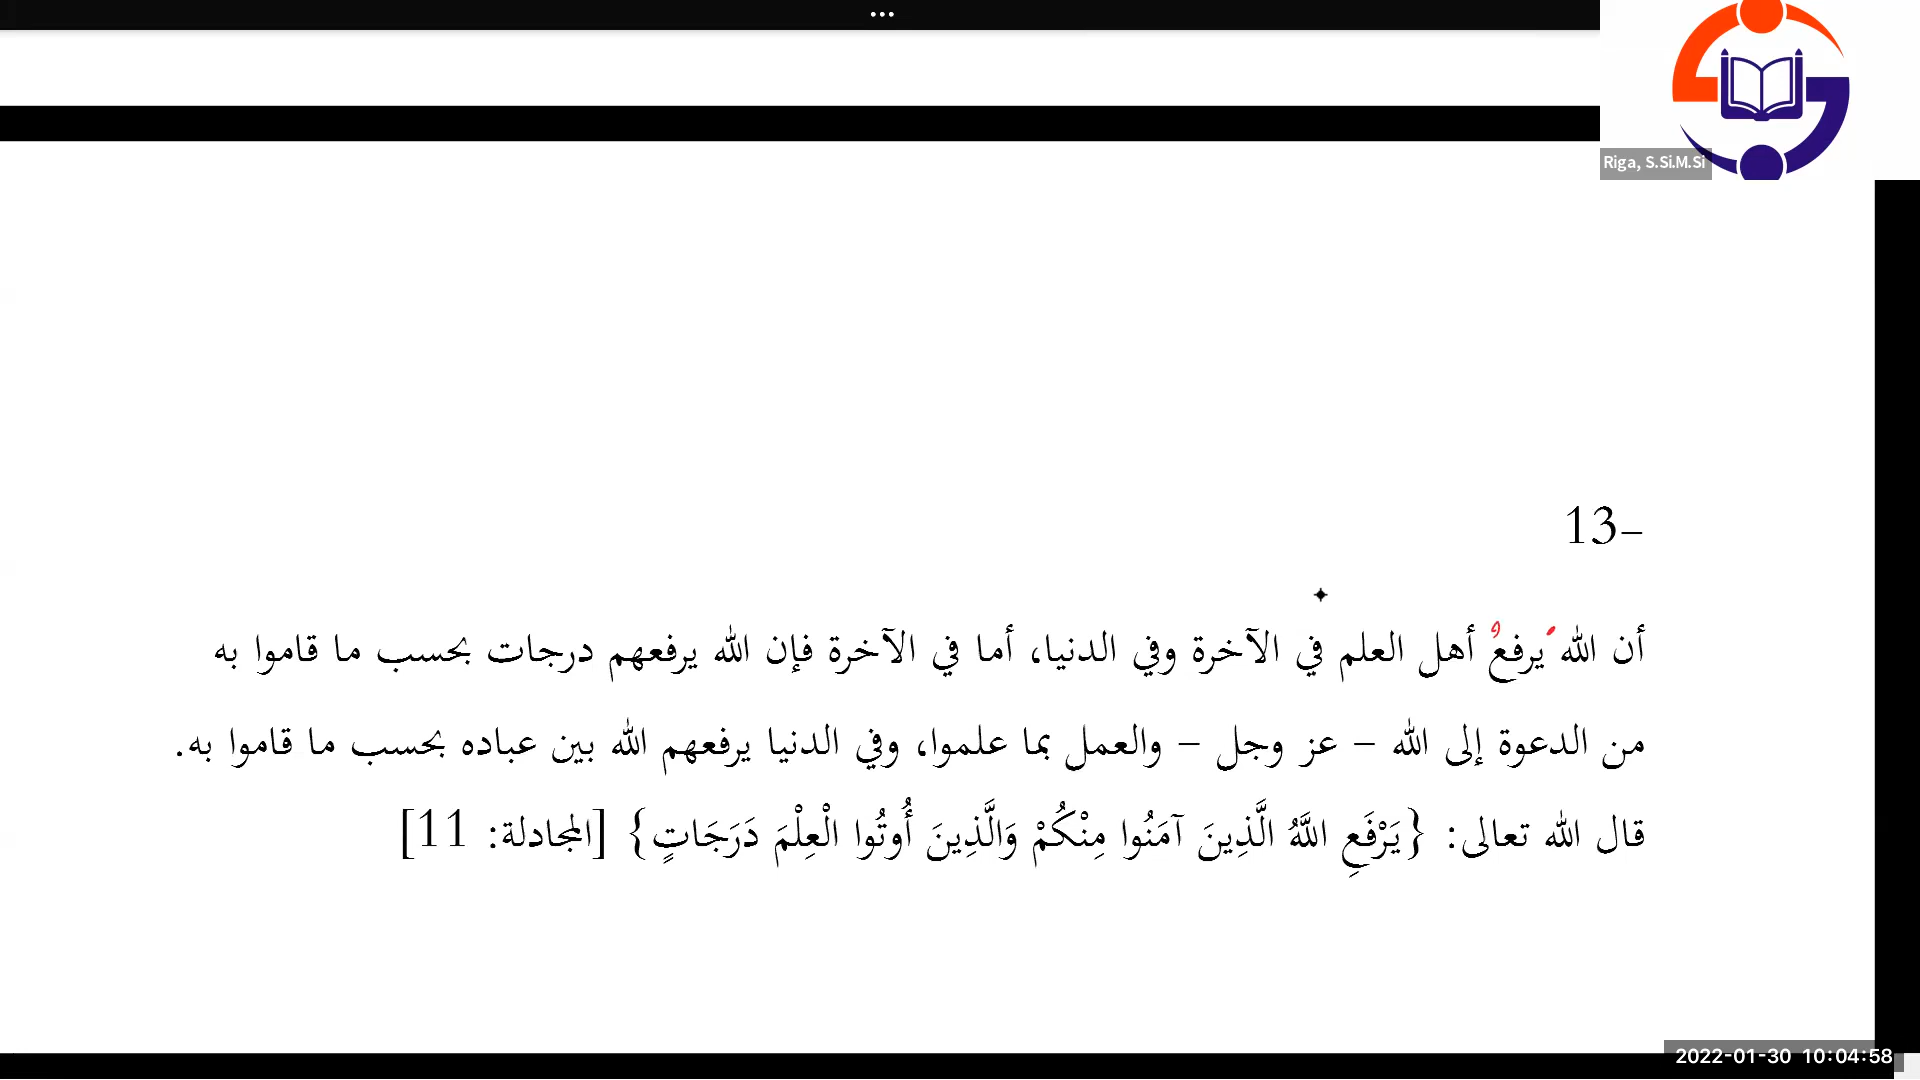 ...
Riga, S.Si.M.Si
13-
أن الله يَرفعُ أهل العلم في الآخرة وفي الدنيا، أما في الآخرة فإن الله يرفعهم درجات بحسب ما قاموا به
من الدعوة إلى الله – عز وجل – والعمل بما علموا، وفي الدنيا يرفعهم الله بين عباده بحسب ما قاموا به.
قال الله تعالى: {يَرْفَعِ اللَّهُ الَّذِينَ آمَنُوا مِنْكُمْ وَالَّذِينَ أُوتُوا الْعِلْمَ دَرَجَاتٍ} [المجادلة: 11]
2022-01-30 10:04:58